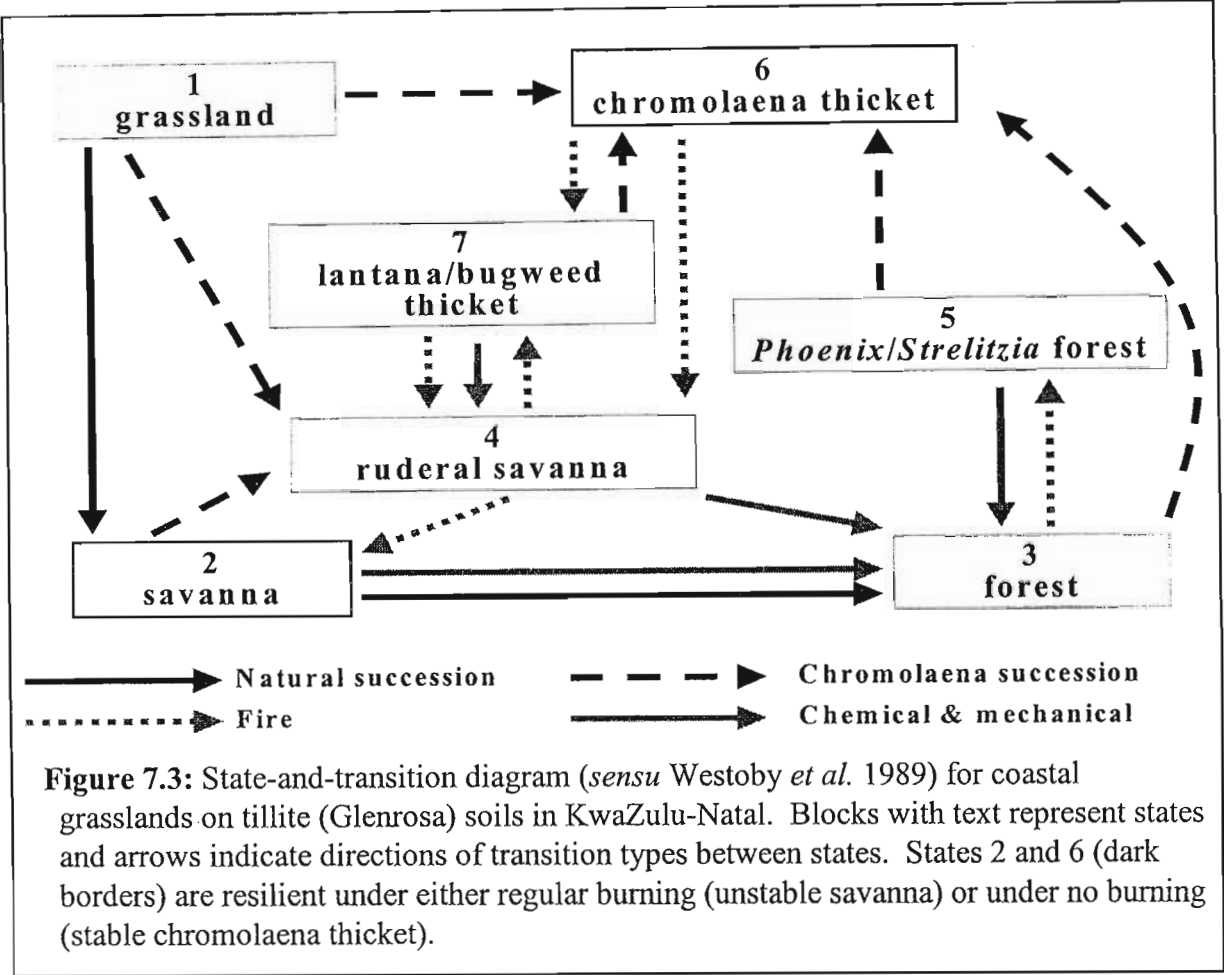 1
grassland
6
chromolaena thicket
7
lantana/bugweed
thicket
5
Phoenix/Strelitzia forest
4
ruderal savanna
2
savanna
3
forest
Natural succession
Chromolaena succession
Fire
Chemical & mechanical
Figure 7.3: State-and-transition diagram (sensu Westoby et al. 1989) for coastal
grasslands on tillite (Glenrosa) soils in KwaZulu-Natal. Blocks with text represent states
and arrows indicate directions of transition types between states. States 2 and 6 (dark
borders) are resilient under either regular burning (unstable savanna) or under no burning
(stable chromolaena thicket).